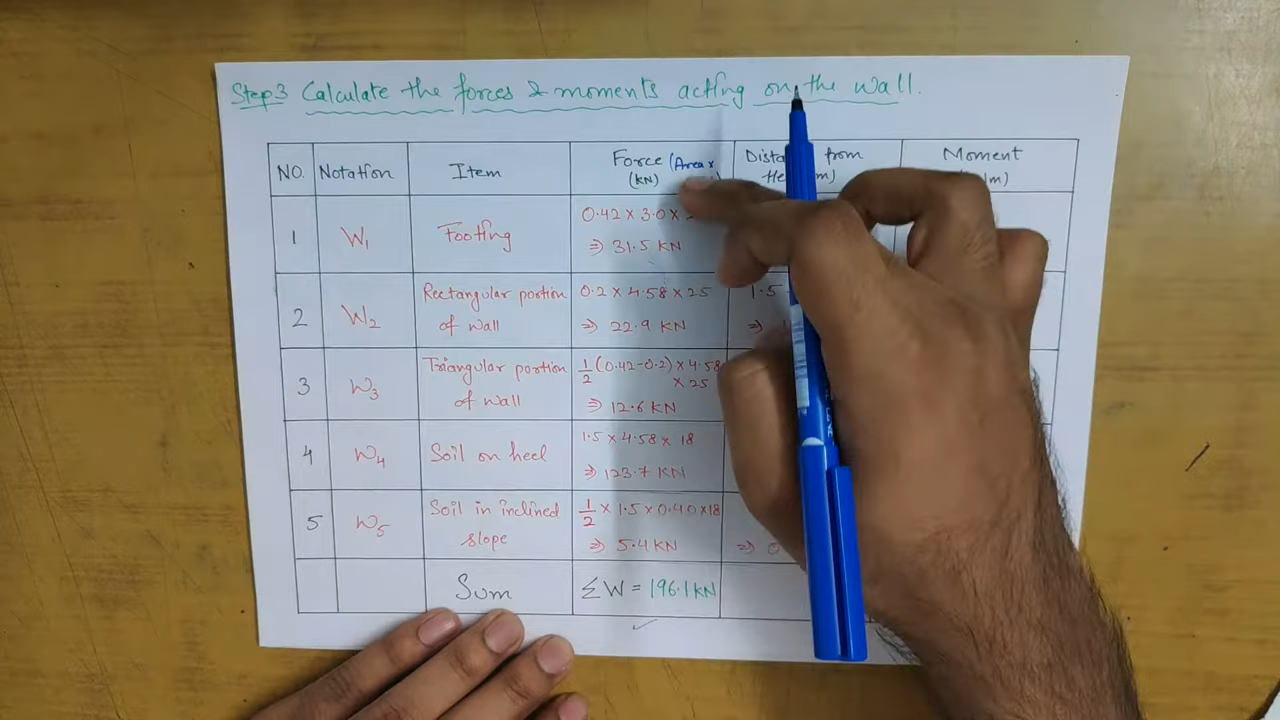 Step3 Calculate the forces & moments acting on the wall.
NO. Notation Item Force (Area x Distance from Moment
(KN)
1 W₁ Footing 0.42 x 3.0 x
⇒ 31.5 KN
2 W₂ Rectangular portion of wall 0.2 x 4.58 x 25 1.5
⇒ 22.9 KN ⇒
3 W₃ Triangular portion of wall 1/2 (0.42-0.2) x 4.58 x 25
⇒ 12.6 KN
4 W₄ Soil on heel 1.5 x 4.58 x 18
⇒ 123.7 KN
5 W₅ Soil in inclined slope 1/2 x 1.5 x 0.40 x 18
⇒ 5.4 KN ⇒ 0
Sum ΣW = 196.1 KN